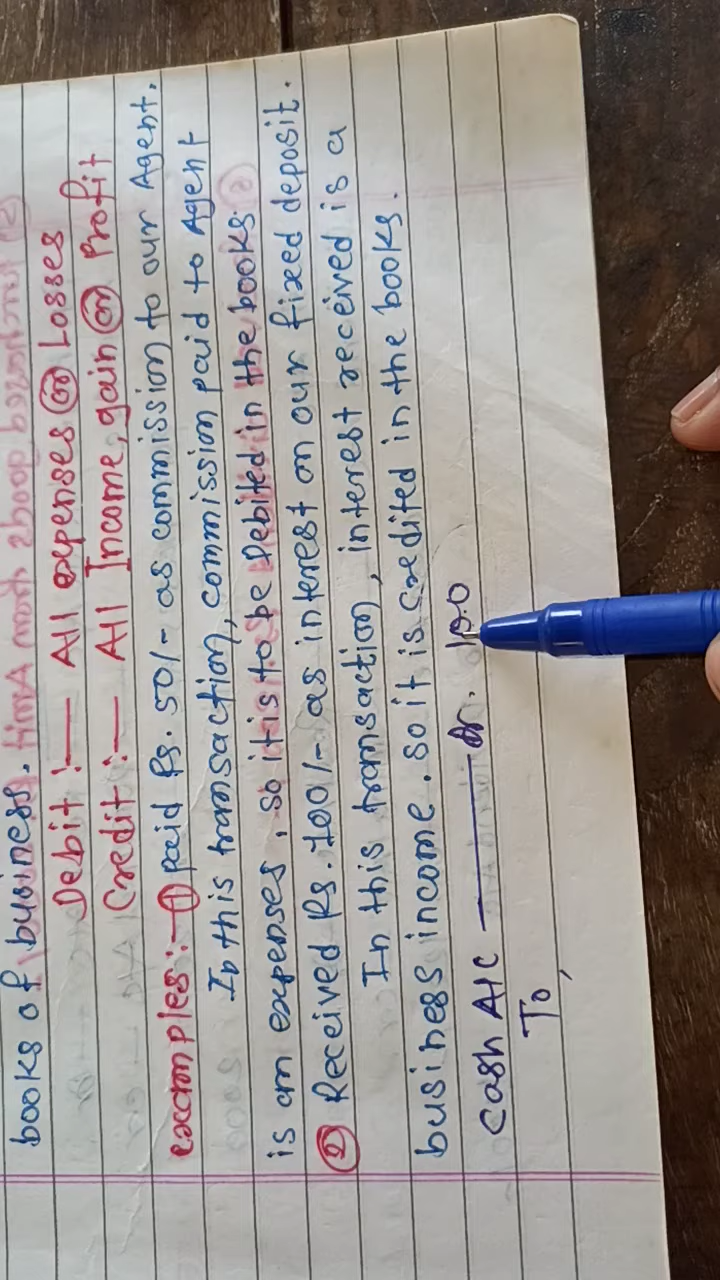 books of business.
Debit :— All expenses or Losses
Credit :— All Income, gain or Profit
examples :— ① paid Rs. 50/- as commission to our Agent.
In this transaction, commission paid to Agent
is an expenses, so it is to be Debited in the books.
② Received Rs. 100/- as interest on our fixed deposit.
In this transaction, interest received is a
business income. so it is credited in the books.
Cash A/C ——— dr. 100
To,